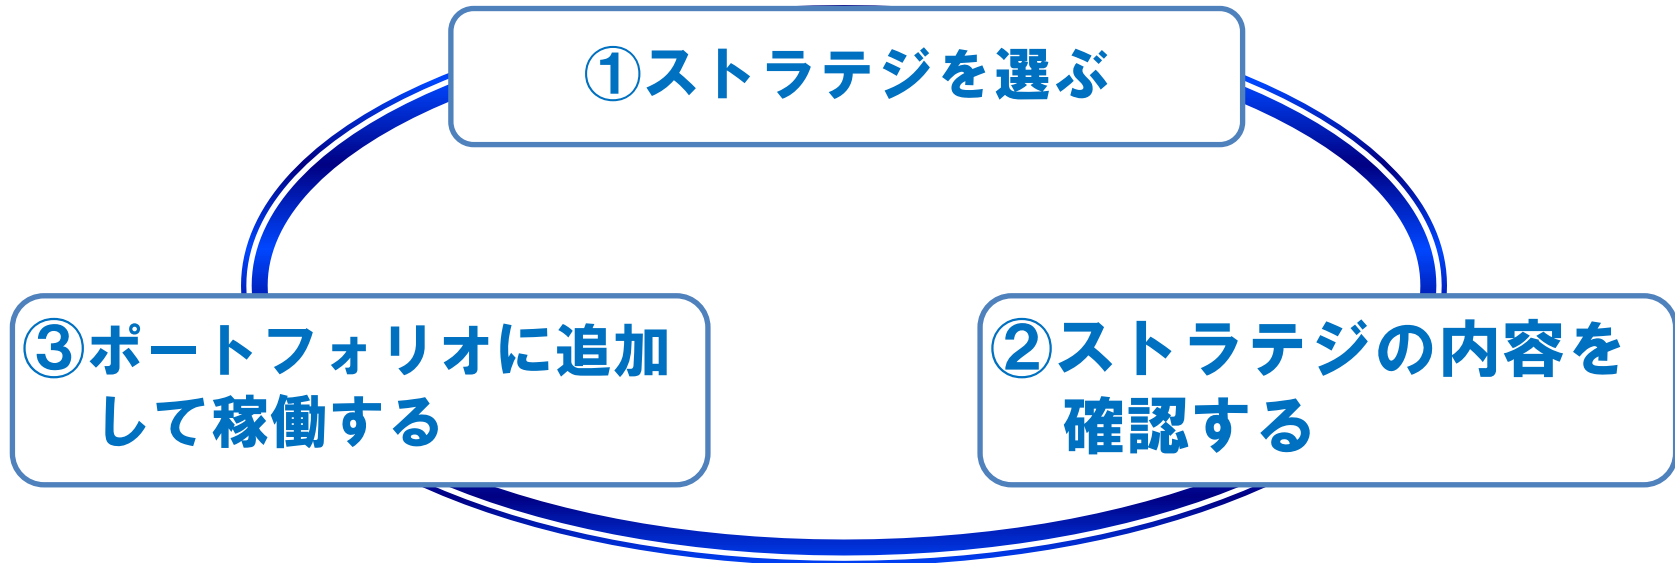 ①ストラテジを選ぶ
②ストラテジの内容を
確認する
③ポートフォリオに追加
して稼働する